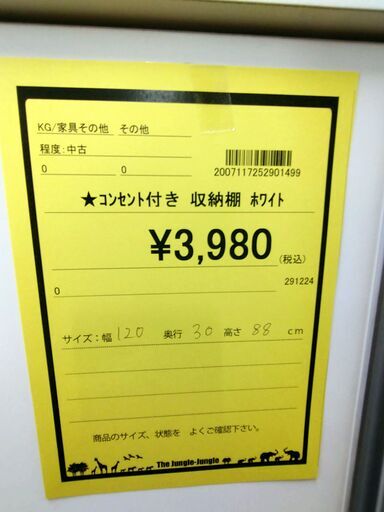 KG/家具その他 その他
程度:中古
0 0
2007117252901499
★コンセント付き 収納棚 ホワイト
¥3,980 (税込)
0 291224
サイズ:幅 120 奥行 30 高さ 88 cm
商品のサイズ、状態を よくご確認下さい。
The Jungle-Jungle